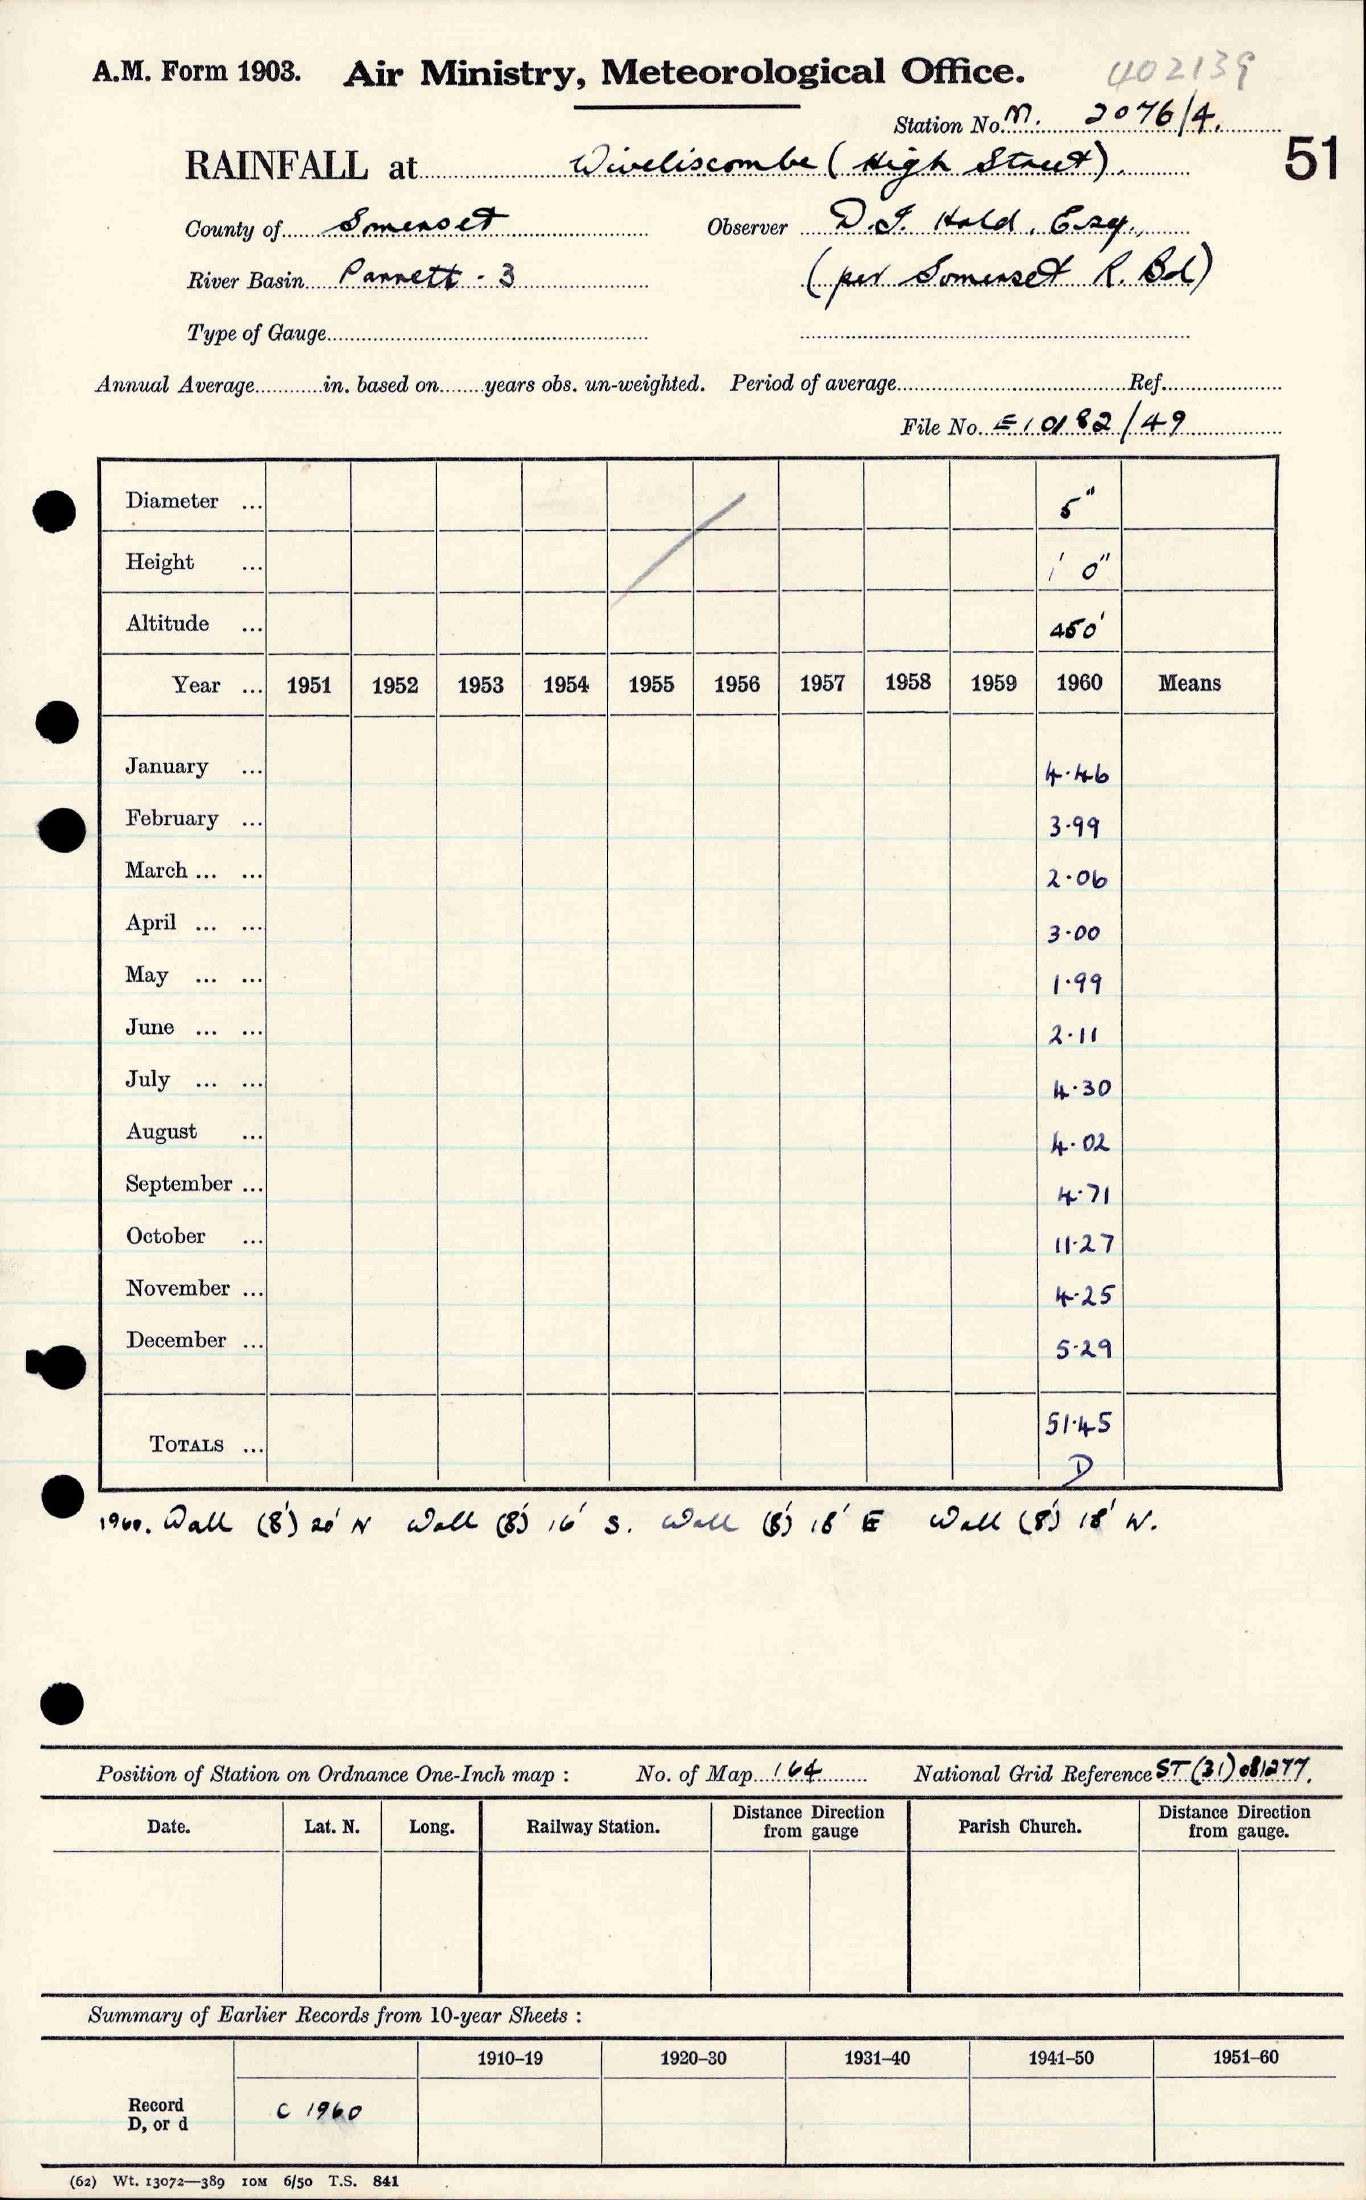 402139
A.M. Form 1903. Air Ministry, Meteorological Office.
Station No. M. 2076/4.
51
RAINFALL at Wiveliscombe (High Street).
County of Somerset Observer D.J. Hold, Esq.,
River Basin Parrett - 3 (per Somerset R. Bd)
Type of Gauge
Annual Average in. based on years obs. un-weighted. Period of average Ref.
File No. E10182/49
Diameter ... 5"
Height ... 1' 0"
Altitude ... 450'
Year ... 1951 1952 1953 1954 1955 1956 1957 1958 1959 1960 Means
January ... 4.46
February ... 3.99
March ... ... 2.06
April ... ... 3.00
May ... ... 1.99
June ... ... 2.11
July ... ... 4.30
August ... 4.02
September ... 4.71
October ... 11.27
November ... 4.25
December ... 5.29
TOTALS ... 51.45
D
1960. Wall (8') 20' N Wall (8') 16' S. Wall (8') 18' E Wall (8') 18' W.
Position of Station on Ordnance One-Inch map : No. of Map 164 National Grid Reference ST (31) 081277.
Date. Lat. N. Long. Railway Station. Distance Direction from gauge Parish Church. Distance Direction from gauge.
Summary of Earlier Records from 10-year Sheets :
1910–19 1920–30 1931–40 1941–50 1951–60
Record
D, or d C 1960
(62) Wt. 13072—389 10M 6/50 T.S. 841